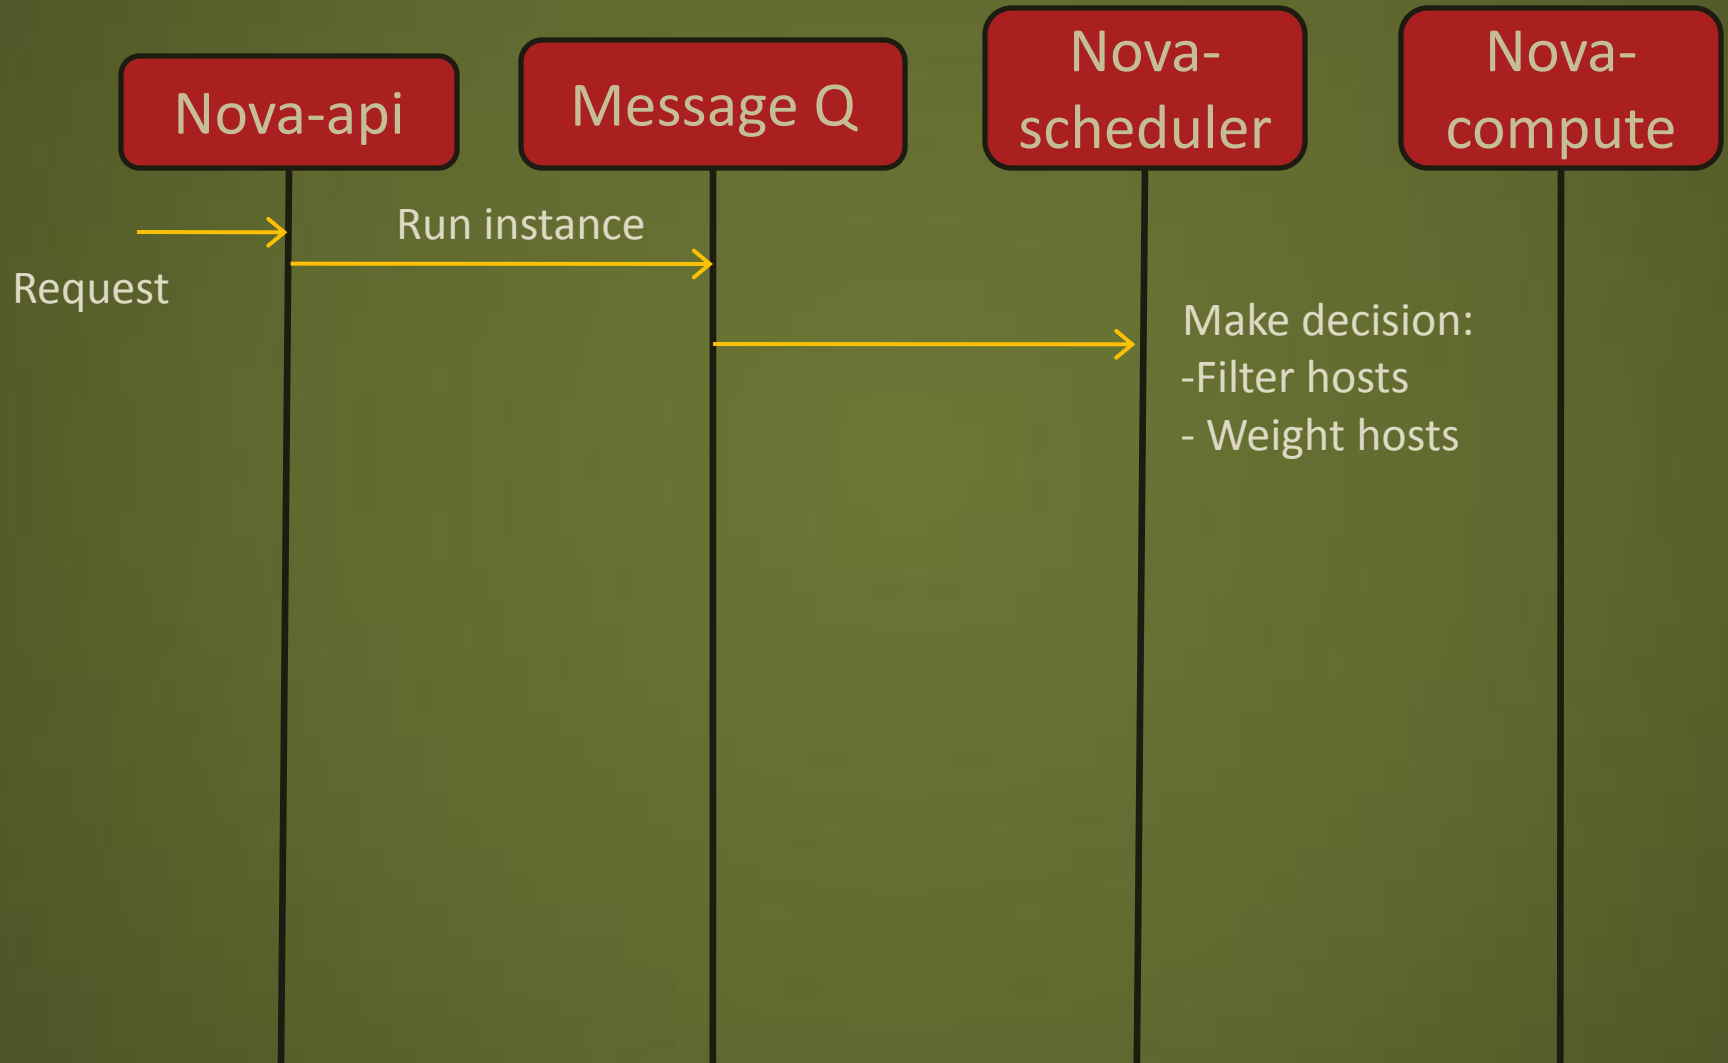 Nova-api
Message Q
Nova-
scheduler
Nova-
compute
Run instance
Request
Make decision:
-Filter hosts
- Weight hosts